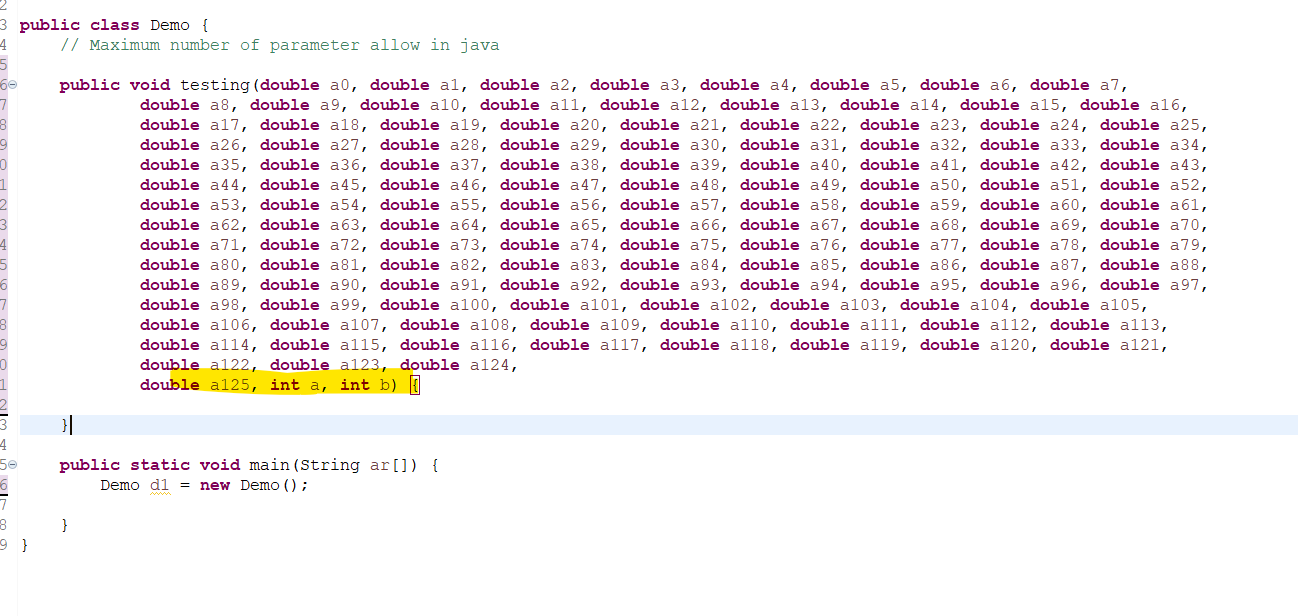 2
3 public class Demo {
4 // Maximum number of parameter allow in java
5
6 public void testing(double a0, double a1, double a2, double a3, double a4, double a5, double a6, double a7,
7 double a8, double a9, double a10, double a11, double a12, double a13, double a14, double a15, double a16,
8 double a17, double a18, double a19, double a20, double a21, double a22, double a23, double a24, double a25,
9 double a26, double a27, double a28, double a29, double a30, double a31, double a32, double a33, double a34,
0 double a35, double a36, double a37, double a38, double a39, double a40, double a41, double a42, double a43,
1 double a44, double a45, double a46, double a47, double a48, double a49, double a50, double a51, double a52,
2 double a53, double a54, double a55, double a56, double a57, double a58, double a59, double a60, double a61,
3 double a62, double a63, double a64, double a65, double a66, double a67, double a68, double a69, double a70,
4 double a71, double a72, double a73, double a74, double a75, double a76, double a77, double a78, double a79,
5 double a80, double a81, double a82, double a83, double a84, double a85, double a86, double a87, double a88,
6 double a89, double a90, double a91, double a92, double a93, double a94, double a95, double a96, double a97,
7 double a98, double a99, double a100, double a101, double a102, double a103, double a104, double a105,
8 double a106, double a107, double a108, double a109, double a110, double a111, double a112, double a113,
9 double a114, double a115, double a116, double a117, double a118, double a119, double a120, double a121,
0 double a122, double a123, double a124,
1 double a125, int a, int b) {
2
3 }
4
5 public static void main(String ar[]) {
6 Demo d1 = new Demo();
7
8 }
9 }